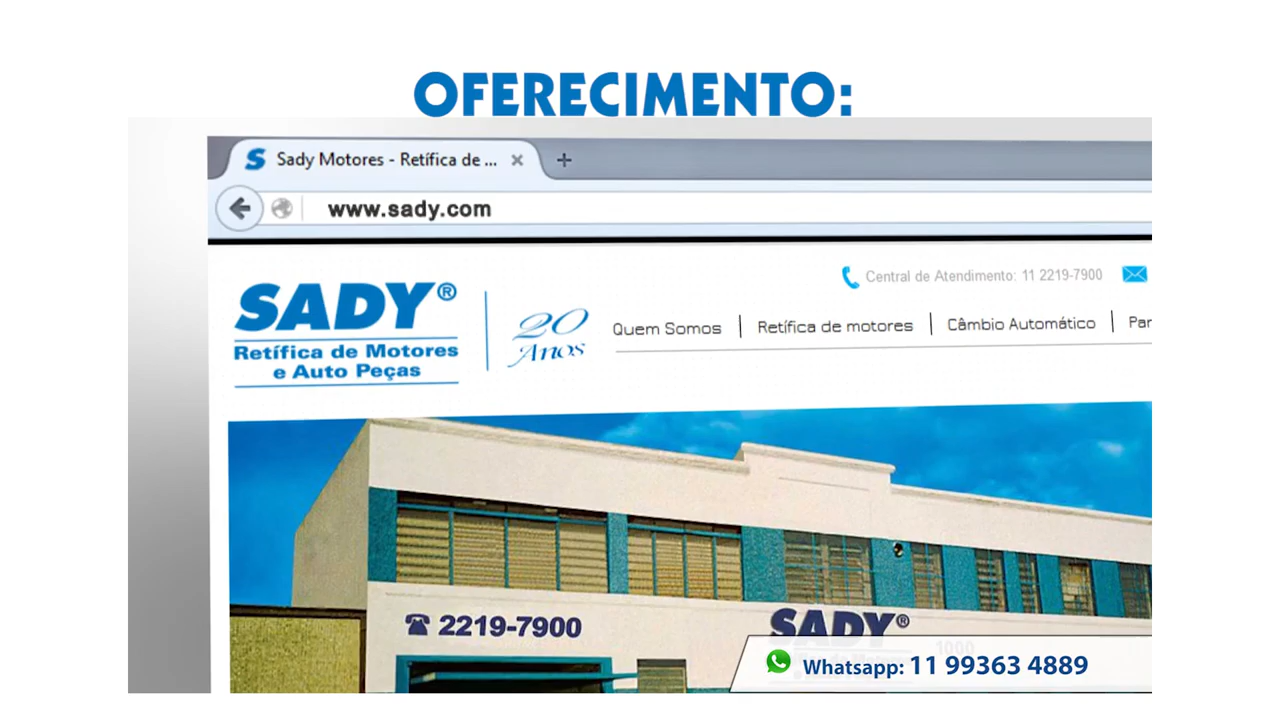 OFERECIMENTO:
Sady Motores - Retífica de ...
www.sady.com
Central de Atendimento: 11 2219-7900
SADY®
Retífica de Motores
e Auto Peças
20
Anos
Quem Somos | Retífica de motores | Câmbio Automático | Par
2219-7900
SADY®
1000
Whatsapp: 11 99363 4889